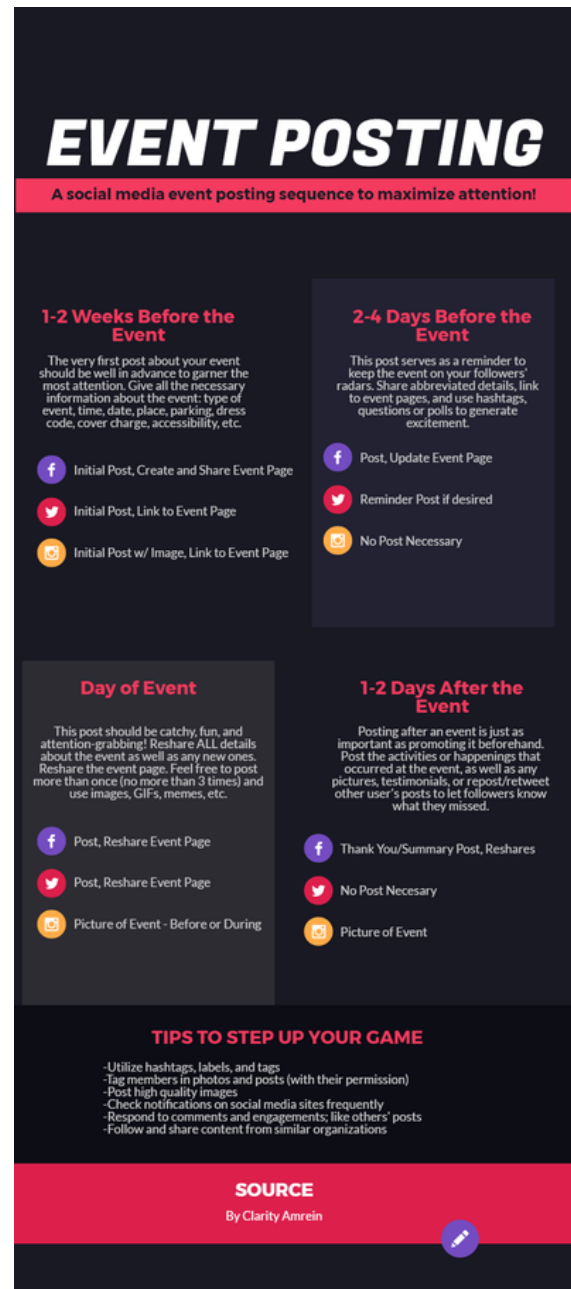 EVENT POSTING
A social media event posting sequence to maximize attention!
1-2 Weeks Before the
Event
The very first post about your event
should be well in advance to garner the
most attention. Give all the necessary
information about the event: type of
event, time, date, place, parking, dress
code, cover charge, accessibility, etc.
Initial Post, Create and Share Event Page
Initial Post, Link to Event Page
Initial Post w/ Image, Link to Event Page
2-4 Days Before the
Event
This post serves as a reminder to
keep the event on your followers'
radars. Share abbreviated details, link
to event pages, and use hashtags,
questions or polls to generate
excitement.
Post, Update Event Page
Reminder Post if desired
No Post Necessary
Day of Event
This post should be catchy, fun, and
attention-grabbing! Reshare ALL details
about the event as well as any new ones.
Reshare the event page. Feel free to post
more than once (no more than 3 times) and
use images, GIFs, memes, etc.
Post, Reshare Event Page
Post, Reshare Event Page
Picture of Event - Before or During
1-2 Days After the
Event
Posting after an event is just as
important as promoting it beforehand.
Post the activities or happenings that
occurred at the event, as well as any
pictures, testimonials, or repost/retweet
other user's posts to let followers know
what they missed.
Thank You/Summary Post, Reshares
No Post Necesary
Picture of Event
TIPS TO STEP UP YOUR GAME
-Utilize hashtags, labels, and tags
-Tag members in photos and posts (with their permission)
-Post high quality images
-Check notifications on social media sites frequently
-Respond to comments and engagements; like others' posts
-Follow and share content from similar organizations
SOURCE
By Clarity Amrein